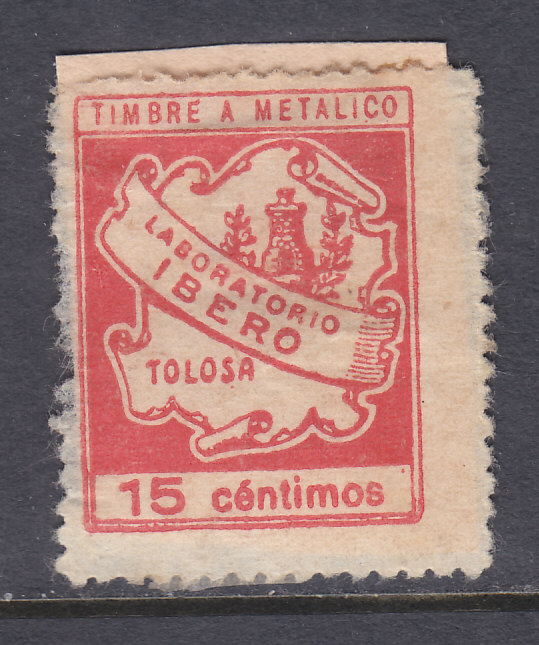 TIMBRE A METALICO
LABORATORIO
IBERO
TOLOSA
15 céntimos